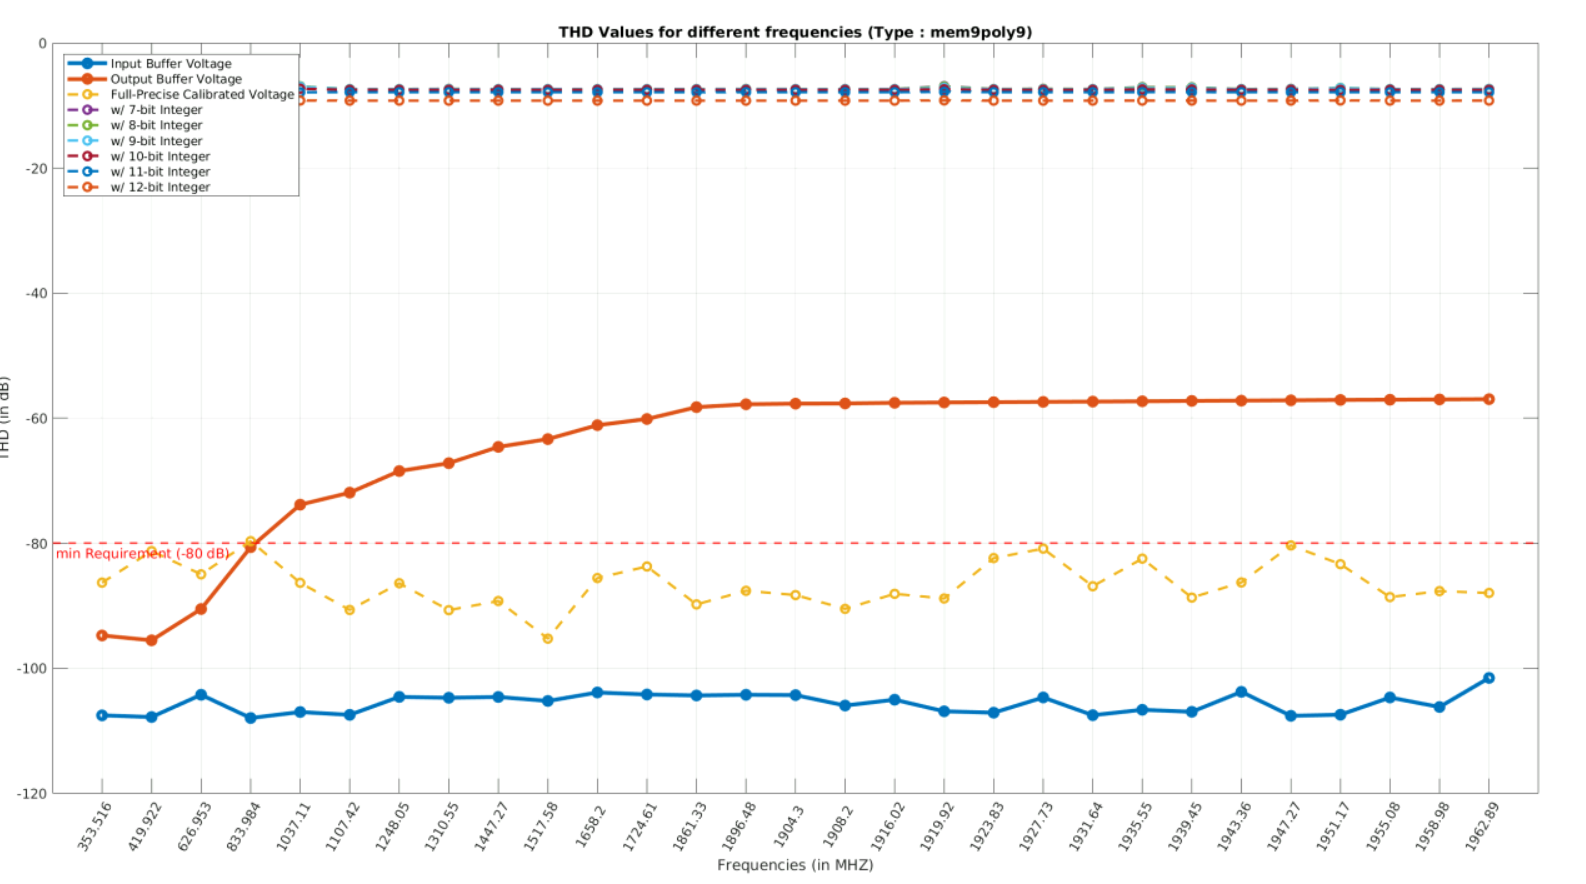 THD Values for different frequencies (Type : mem9poly9)
0
-20
-40
-60
-80
-100
-120
THD (in dB)
Input Buffer Voltage
Output Buffer Voltage
Full-Precise Calibrated Voltage
w/ 7-bit Integer
w/ 8-bit Integer
w/ 9-bit Integer
w/ 10-bit Integer
w/ 11-bit Integer
w/ 12-bit Integer
min Requirement (-80 dB)
353.516
419.922
626.953
833.984
1037.11
1107.42
1248.05
1310.55
1447.27
1517.58
1658.2
1724.61
1861.33
1896.48
1904.3
1908.2
1916.02
1919.92
1923.83
1927.73
1931.64
1935.55
1939.45
1943.36
1947.27
1951.17
1955.08
1958.98
1962.89
Frequencies (in MHZ)